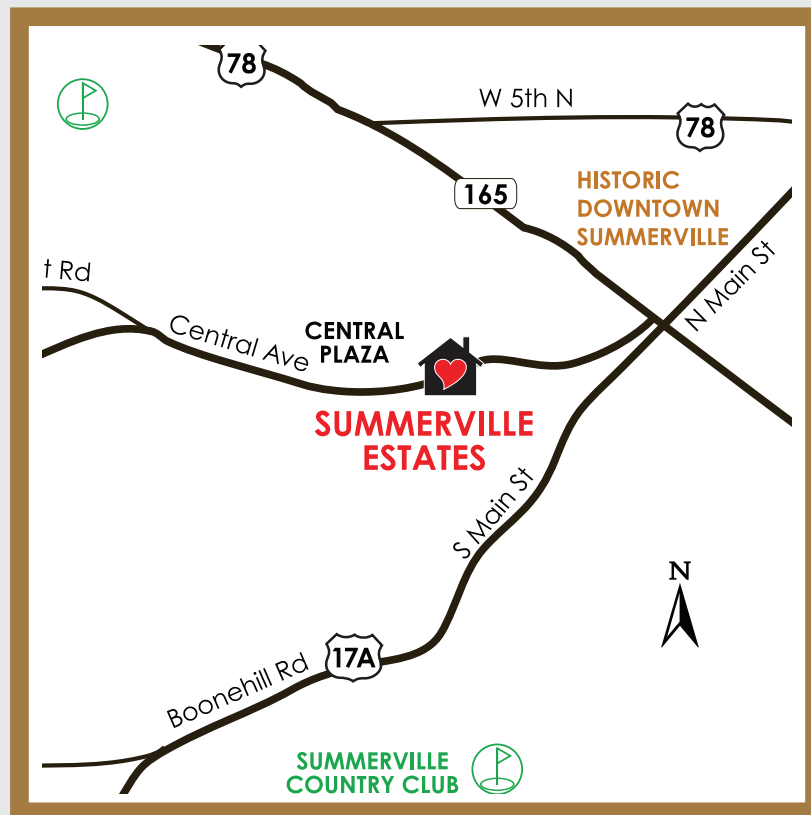 78
W 5th N
78
165
HISTORIC
DOWNTOWN
SUMMERVILLE
t Rd
N Main St
Central Ave
CENTRAL
PLAZA
SUMMERVILLE
ESTATES
S Main St
N
17A
Boonehill Rd
SUMMERVILLE
COUNTRY CLUB